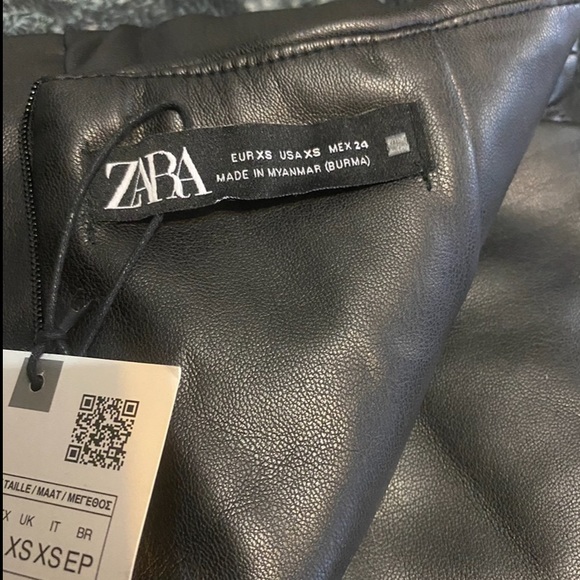 ZARA
EUR XS USA XS MEX 24
MADE IN MYANMAR (BURMA)
TAILLE / MAAT / ΜΕΓΕΘΟΣ
UK IT BR
XS XS EP